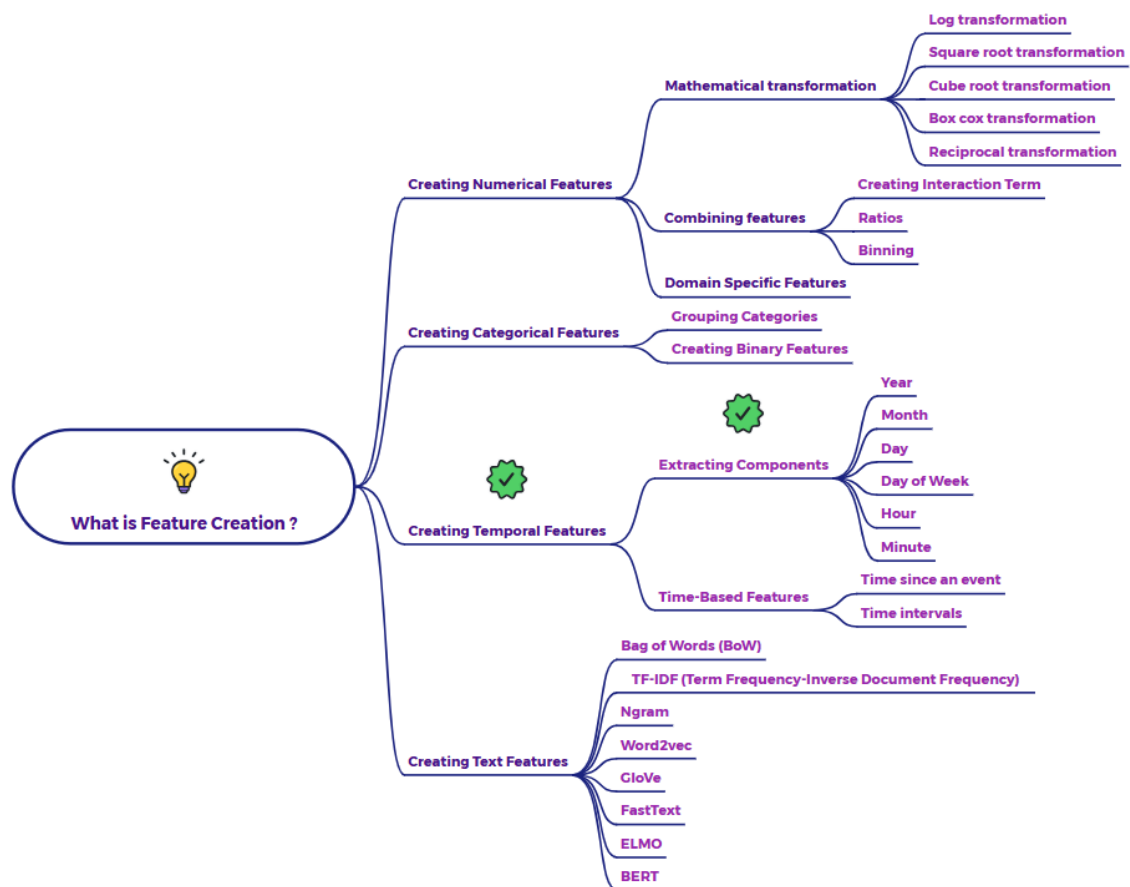 What is Feature Creation ?
Creating Numerical Features
Mathematical transformation
Log transformation
Square root transformation
Cube root transformation
Box cox transformation
Reciprocal transformation
Combining features
Creating Interaction Term
Ratios
Binning
Domain Specific Features
Creating Categorical Features
Grouping Categories
Creating Binary Features
Creating Temporal Features
Extracting Components
Year
Month
Day
Day of Week
Hour
Minute
Time-Based Features
Time since an event
Time intervals
Creating Text Features
Bag of Words (BoW)
TF-IDF (Term Frequency-Inverse Document Frequency)
Ngram
Word2vec
GloVe
FastText
ELMO
BERT